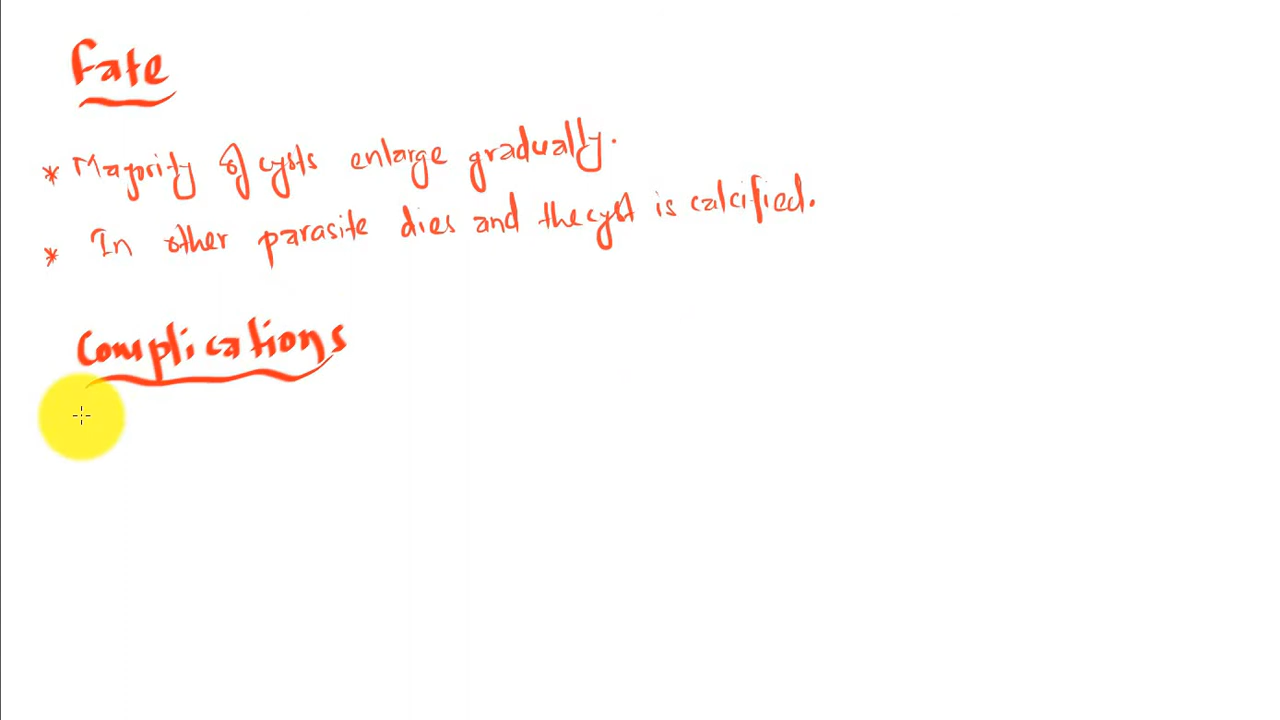 Fate
* Majority of cysts enlarge gradually.
* In other parasite dies and the cyst is calcified.
Complications